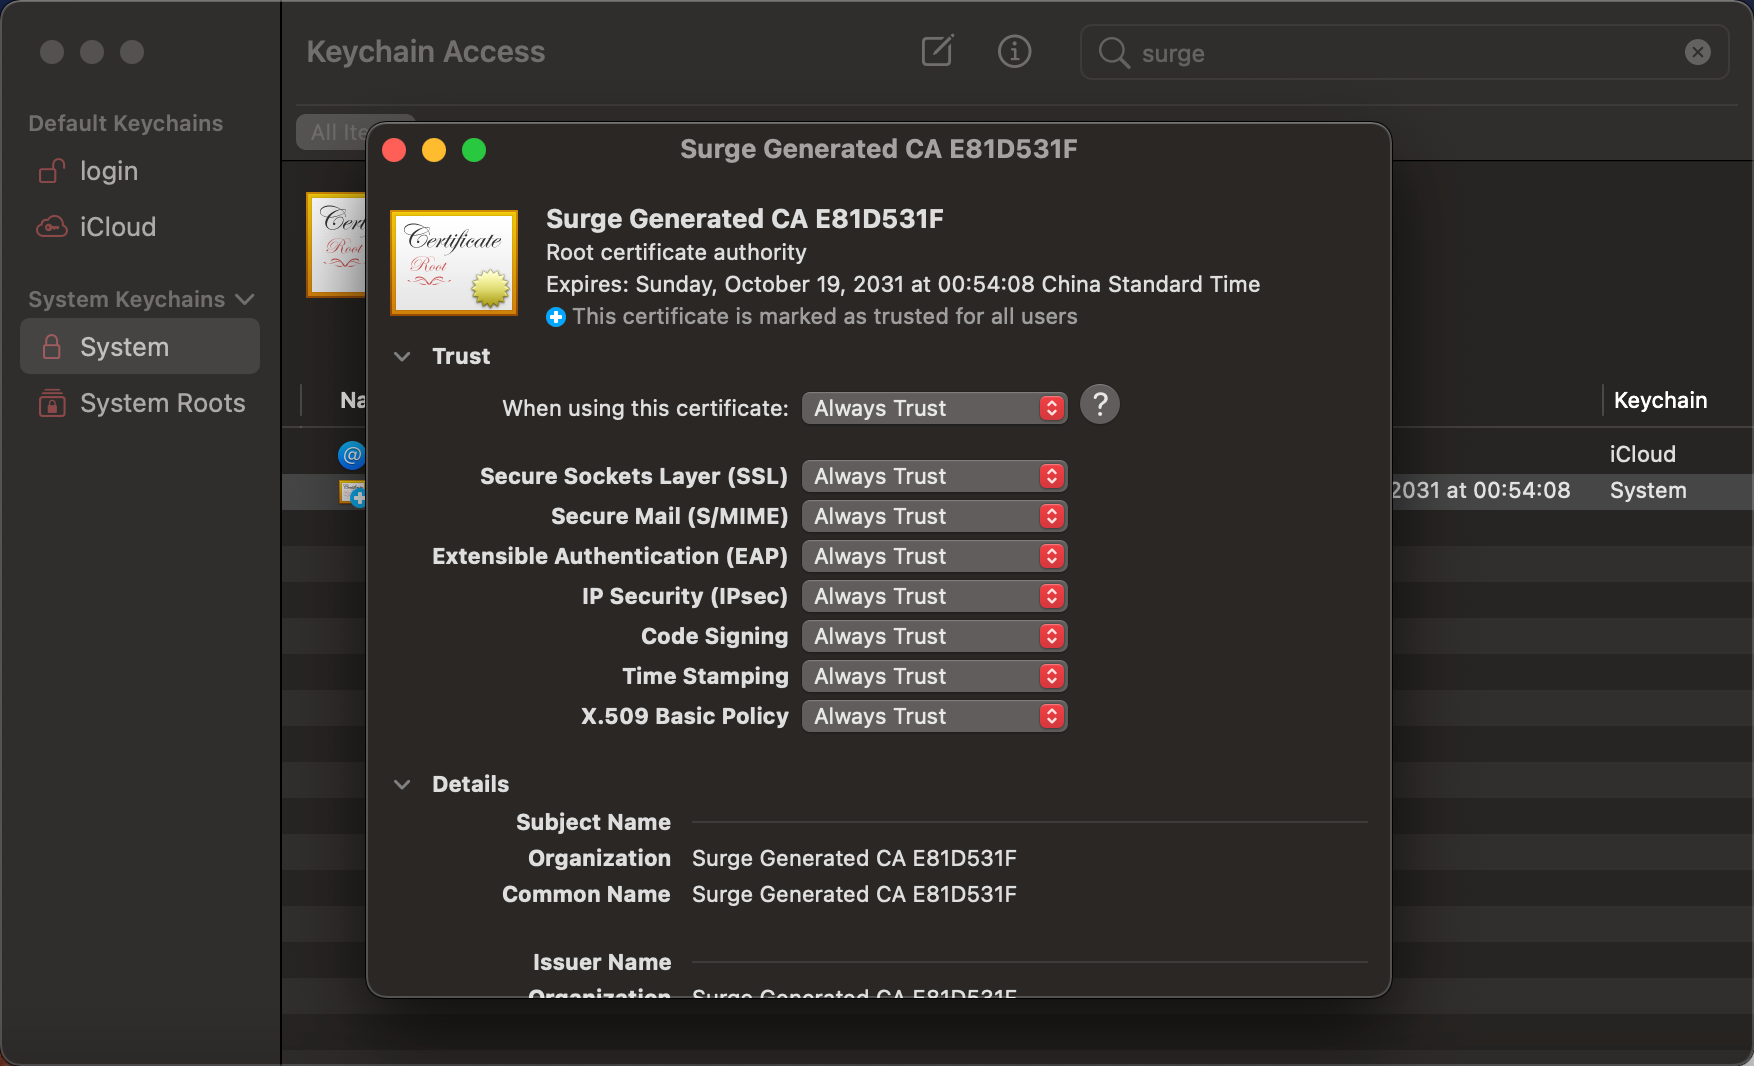 Keychain Access
surge
Default Keychains
login
iCloud
System Keychains
System
System Roots
All Ite
Surge Generated CA E81D531F
Certificate
Root
Surge Generated CA E81D531F
Root certificate authority
Expires: Sunday, October 19, 2031 at 00:54:08 China Standard Time
This certificate is marked as trusted for all users
Trust
When using this certificate: Always Trust ?
Secure Sockets Layer (SSL) Always Trust
Secure Mail (S/MIME) Always Trust
Extensible Authentication (EAP) Always Trust
IP Security (IPsec) Always Trust
Code Signing Always Trust
Time Stamping Always Trust
X.509 Basic Policy Always Trust
Details
Subject Name
Organization Surge Generated CA E81D531F
Common Name Surge Generated CA E81D531F
Issuer Name
Organization Surge Generated CA E81D531F
Cert
Root
Na
Keychain
@
iCloud
2031 at 00:54:08 System